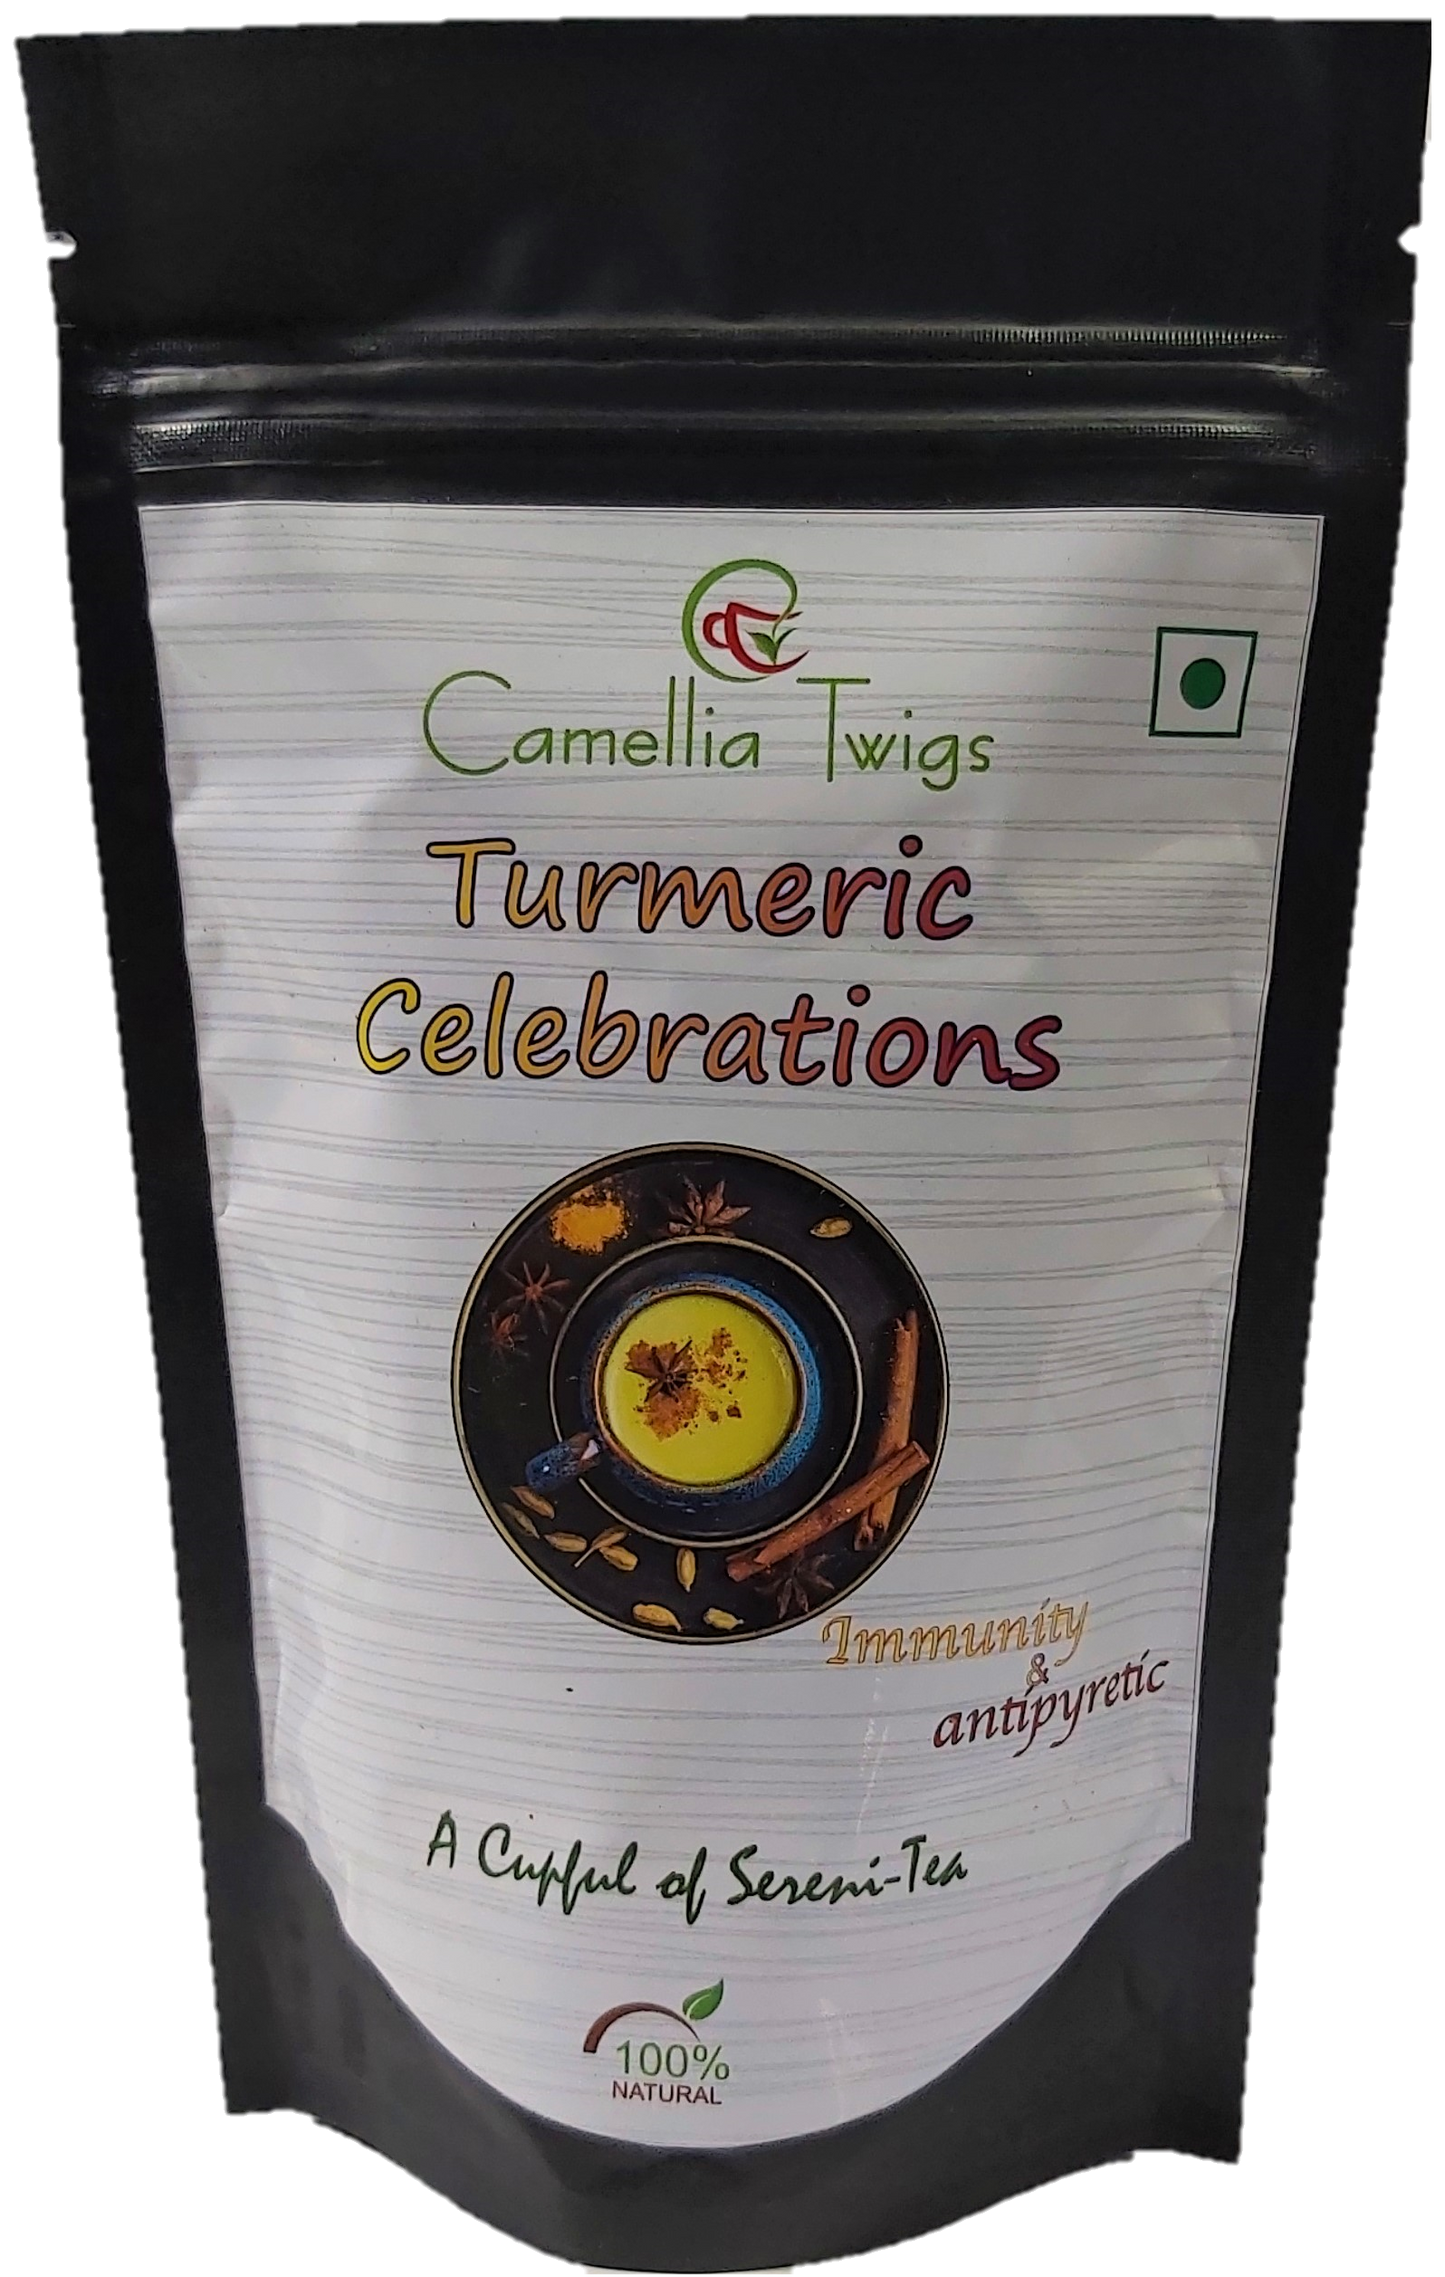 Camellia Twigs
Turmeric
Celebrations
Immunity
&
antipyretic
A Cupful of Sereni-Tea
100%
NATURAL